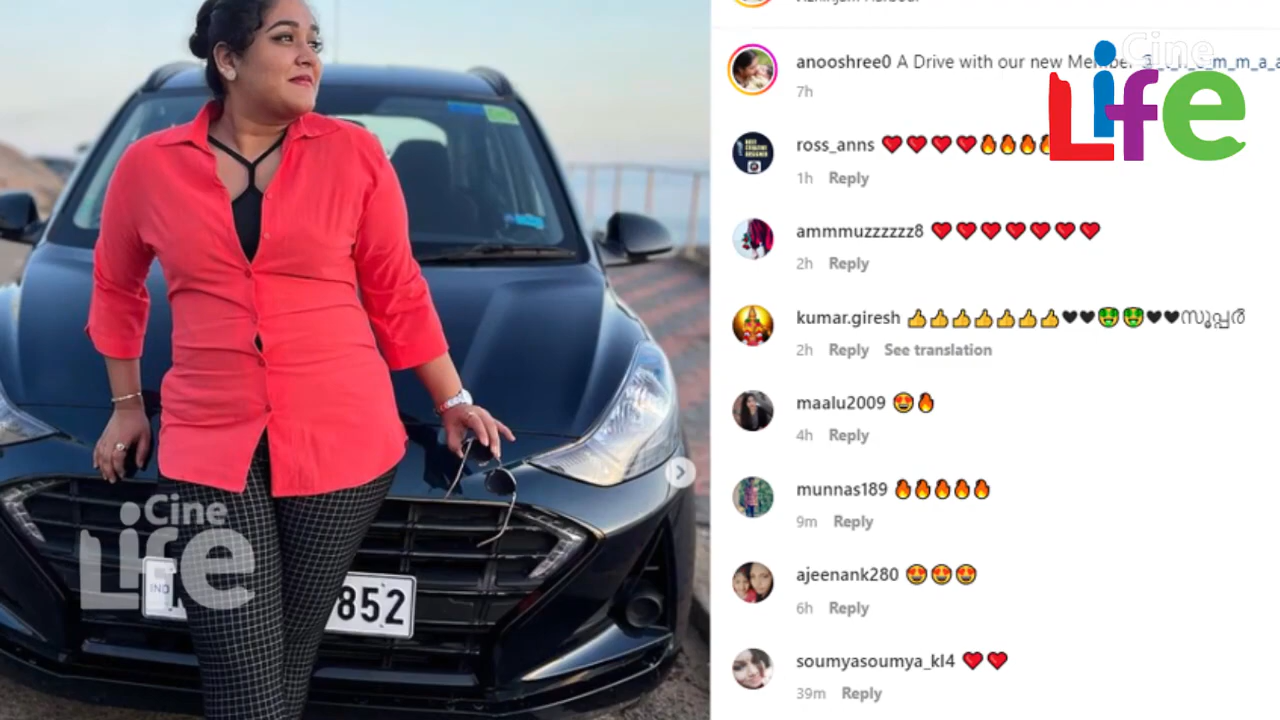 anooshree0 A Drive with our new
7h
Cine
Life
ross_anns
1h Reply
ammmuzzzzzz8
2h Reply
kumar.giresh സൂപ്പർ
2h Reply See translation
maalu2009
4h Reply
munnas189
9m Reply
ajeenank280
6h Reply
soumyasoumya_kl4
39m Reply
Cine
Life
IND
852